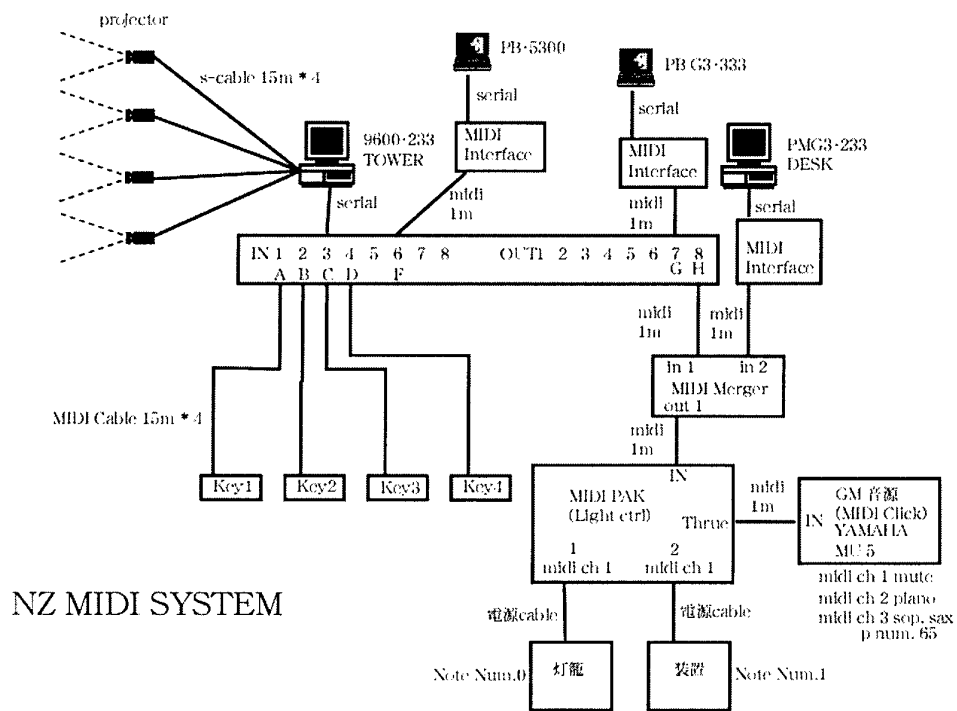 projector
s-cable 15m * 4
9600·233
TOWER
serial
PB·5300
serial
MIDI
Interface
midi
1m
PB G3·333
serial
MIDI
Interface
midi
1m
PMG3·233
DESK
serial
MIDI
Interface
IN 1 2 3 4 5 6 7 8 OUT1 2 3 4 5 6 7 8
A B C D F G H
midi
1m
midi
1m
in 1 in 2
MIDI Merger
out 1
MIDI Cable 15m * 4
midi
1m
Key1 Key2 Key3 Key4
IN
MIDI PAK
(Light ctrl)
Thrue
1 2
midi ch 1 midi ch 1
midi
1m
IN
GM 音源
(MIDI Click)
YAMAHA
MU 5
midi ch 1 mute
midi ch 2 piano
midi ch 3 sop. sax
p num. 65
NZ MIDI SYSTEM
電源cable 電源cable
Note Num.0 灯籠 装置 Note Num.1